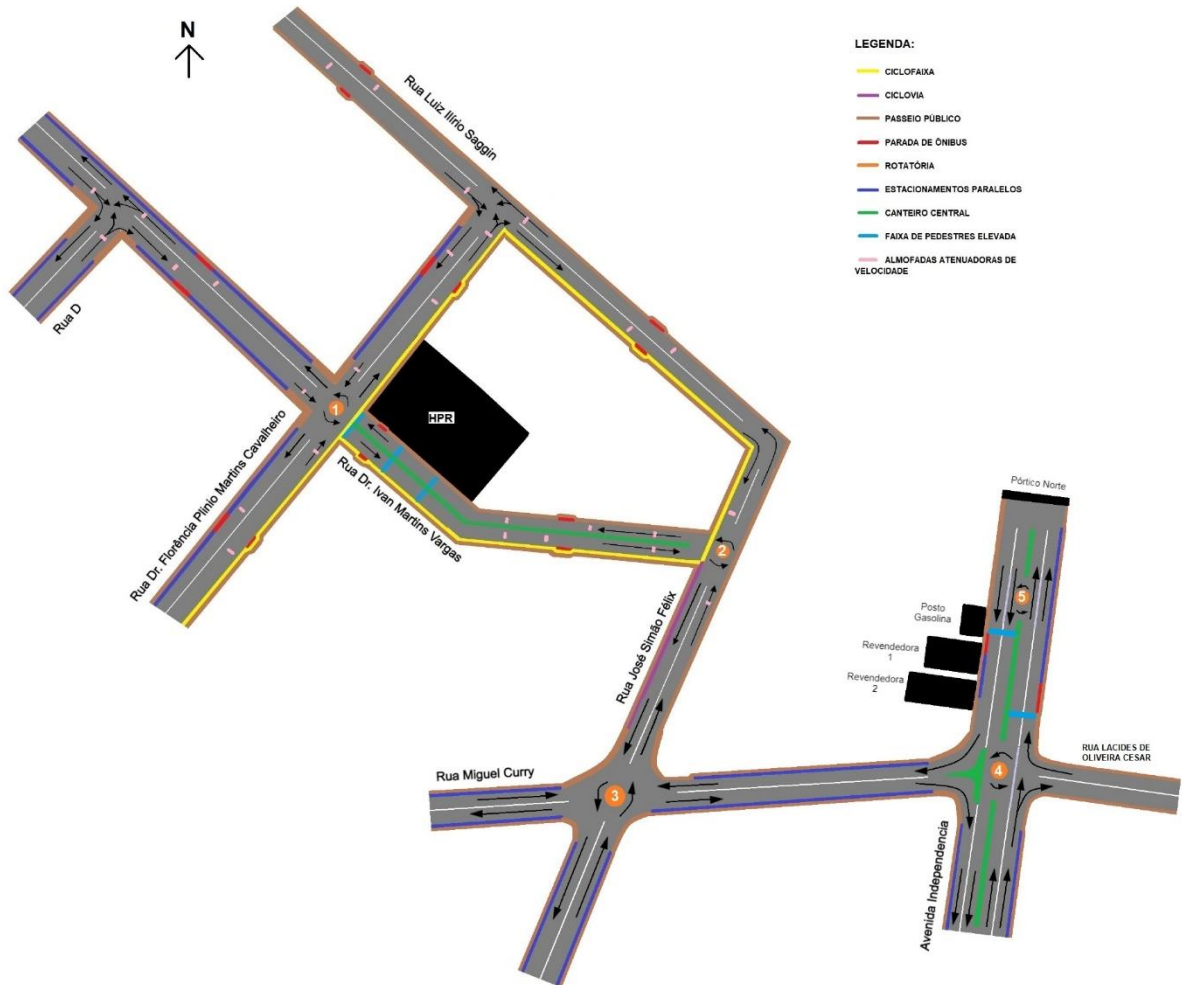 N
Rua Luiz Ilírio Saggin
LEGENDA:
CICLOFAIXA
CICLOVIA
PASSEIO PÚBLICO
PARADA DE ÔNIBUS
ROTATÓRIA
ESTACIONAMENTOS PARALELOS
CANTEIRO CENTRAL
FAIXA DE PEDESTRES ELEVADA
ALMOFADAS ATENUADORAS DE
VELOCIDADE
Rua D
1
HPR
Rua Dr. Florência Plinio Martins Cavalheiro
Rua Dr. Ivan Martins Vargas
2
Pórtico Norte
5
Posto
Gasolina
Revendedora
1
Revendedora
2
Rua José Simão Félix
Rua Miguel Curry
3
4
RUA LACIDES DE
OLIVEIRA CESAR
Avenida Independencia